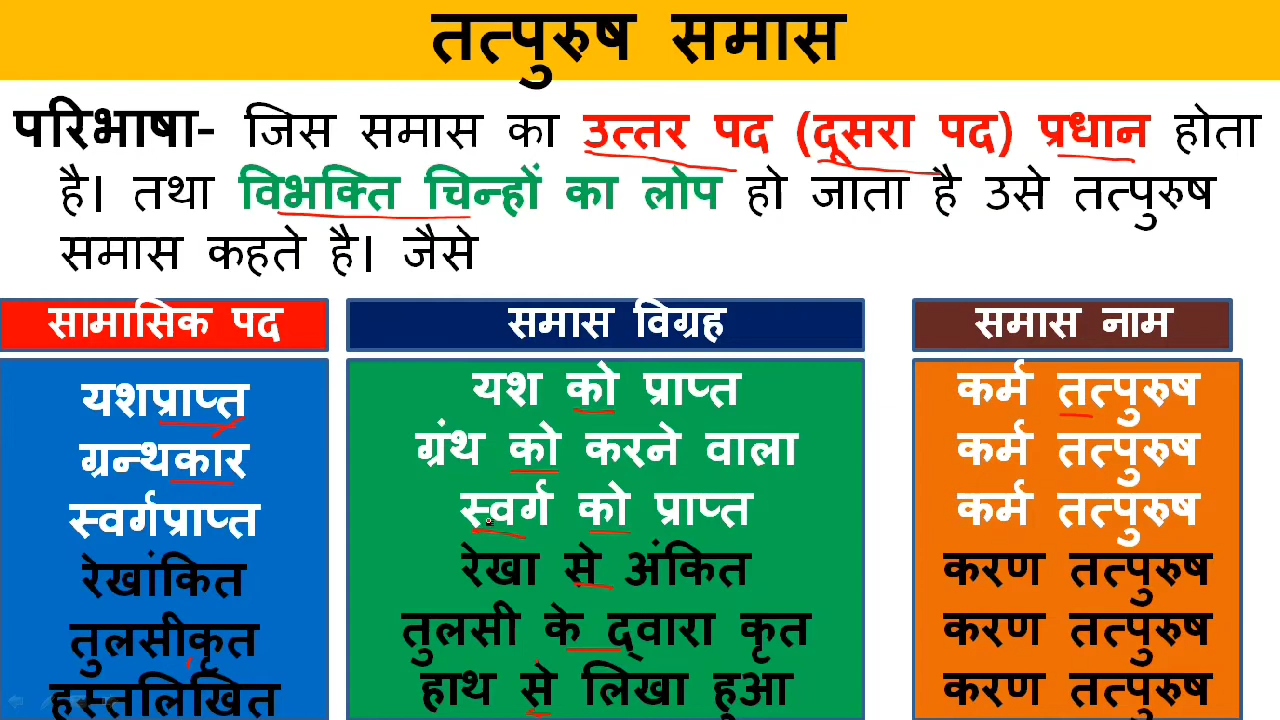 तत्पुरुष समास
परिभाषा- जिस समास का उत्तर पद (दूसरा पद) प्रधान होता
है। तथा विभक्ति चिन्हों का लोप हो जाता है उसे तत्पुरुष
समास कहते है। जैसे
सामासिक पद समास विग्रह समास नाम
यशप्राप्त यश को प्राप्त कर्म तत्पुरुष
ग्रन्थकार ग्रंथ को करने वाला कर्म तत्पुरुष
स्वर्गप्राप्त स्वर्ग को प्राप्त कर्म तत्पुरुष
रेखांकित रेखा से अंकित करण तत्पुरुष
तुलसीकृत तुलसी के द्वारा कृत करण तत्पुरुष
हस्तलिखित हाथ से लिखा हूआ करण तत्पुरुष